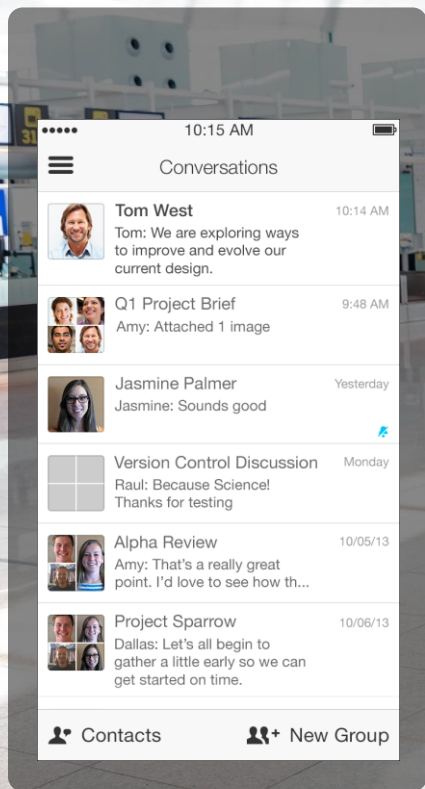 31
10:15 AM
Conversations
Tom West 10:14 AM
Tom: We are exploring ways
to improve and evolve our
current design.
Q1 Project Brief 9:48 AM
Amy: Attached 1 image
Jasmine Palmer Yesterday
Jasmine: Sounds good
Version Control Discussion Monday
Raul: Because Science!
Thanks for testing
Alpha Review 10/05/13
Amy: That's a really great
point. I'd love to see how th...
Project Sparrow 10/06/13
Dallas: Let's all begin to
gather a little early so we can
get started on time.
Contacts New Group